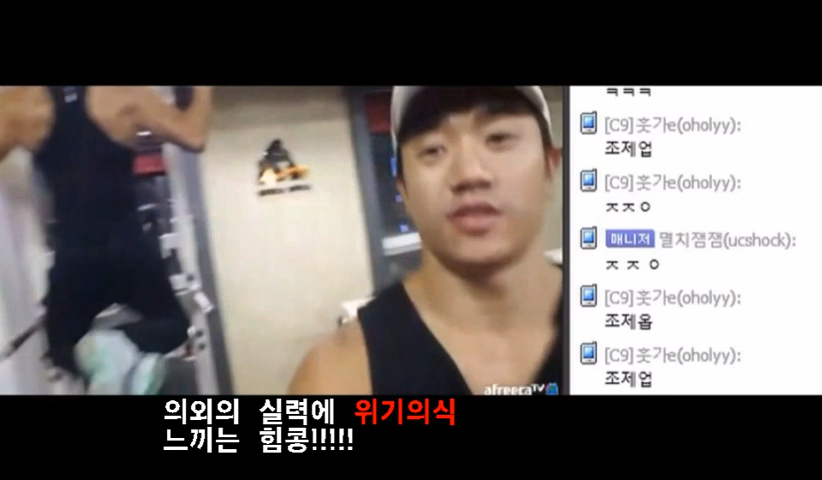 ㅋㅋㅋ
[C9]훗가e(oholyy):
조제업
[C9]훗가e(oholyy):
ㅈㅈㅇ
매니저 멸치잼잼(ucshock):
ㅈ ㅈ ㅇ
[C9]훗가e(oholyy):
조제옵
[C9]훗가e(oholyy):
조제업
afreecaTV
의외의 실력에 위기의식
느끼는 힘콩!!!!!